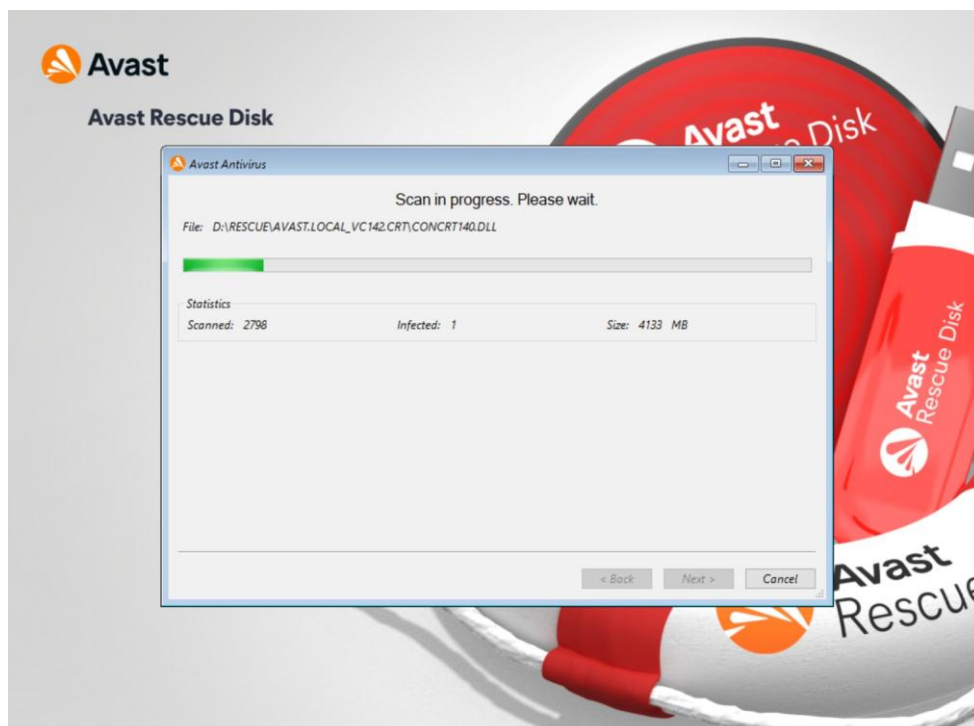 Avast
Avast Rescue Disk
Avast
Disk
Avast Antivirus
Scan in progress. Please wait.
File: D:\RESCUE\AVAST.LOCAL_VC142.CRT\CONCRT140.DLL
Statistics
Scanned: 2798 Infected: 1 Size: 4133 MB
< Back Next > Cancel
Avast
Rescue Disk
Avast
Rescue